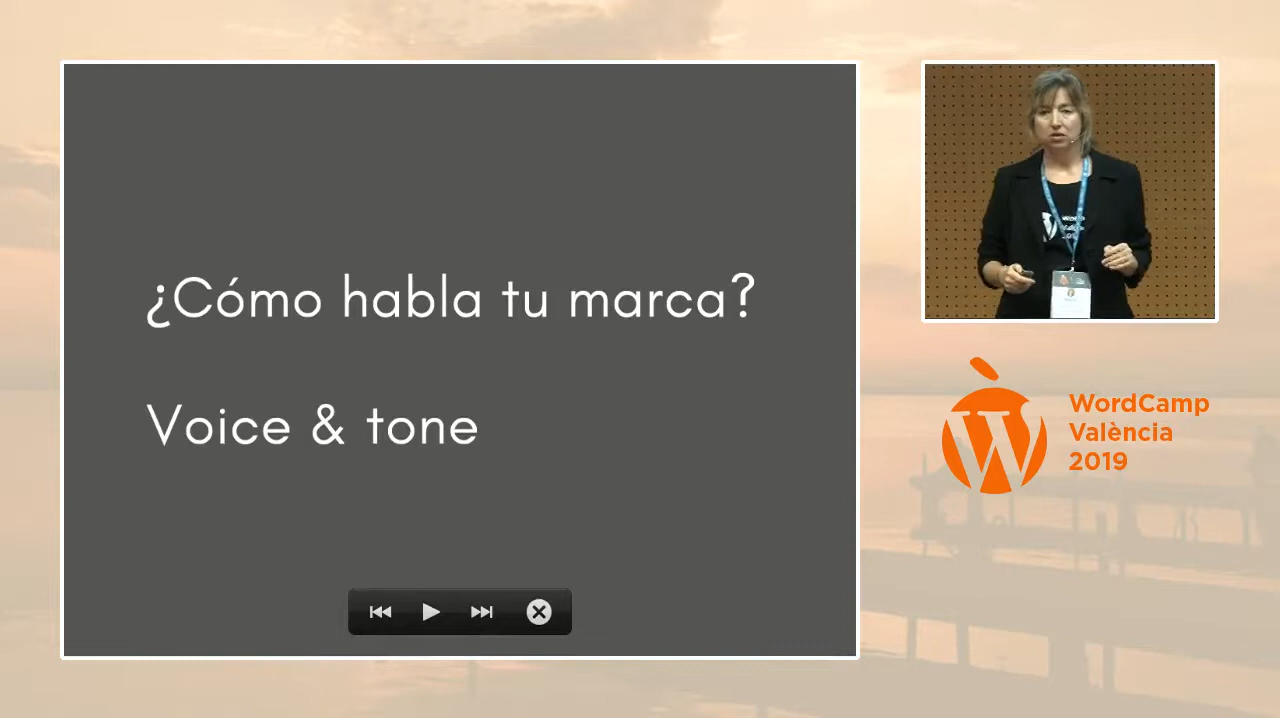 ¿Cómo habla tu marca?
Voice & tone
WordCamp
València
2019